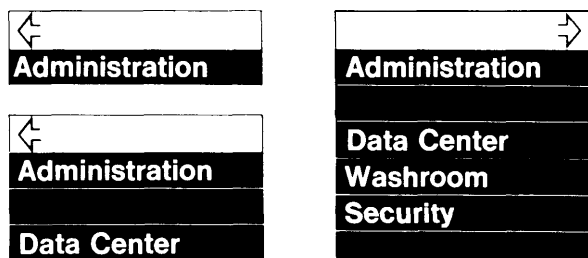 Administration
Administration
Data Center
Administration
Data Center
Washroom
Security